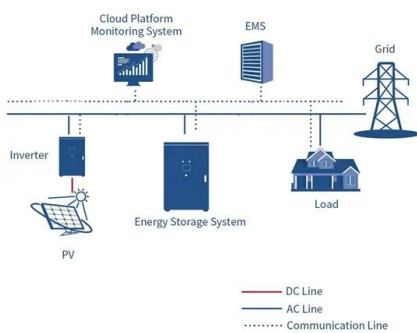 Cloud Platform
Monitoring System
EMS
Grid
Inverter
Energy Storage System
Load
PV
DC Line
AC Line
Communication Line